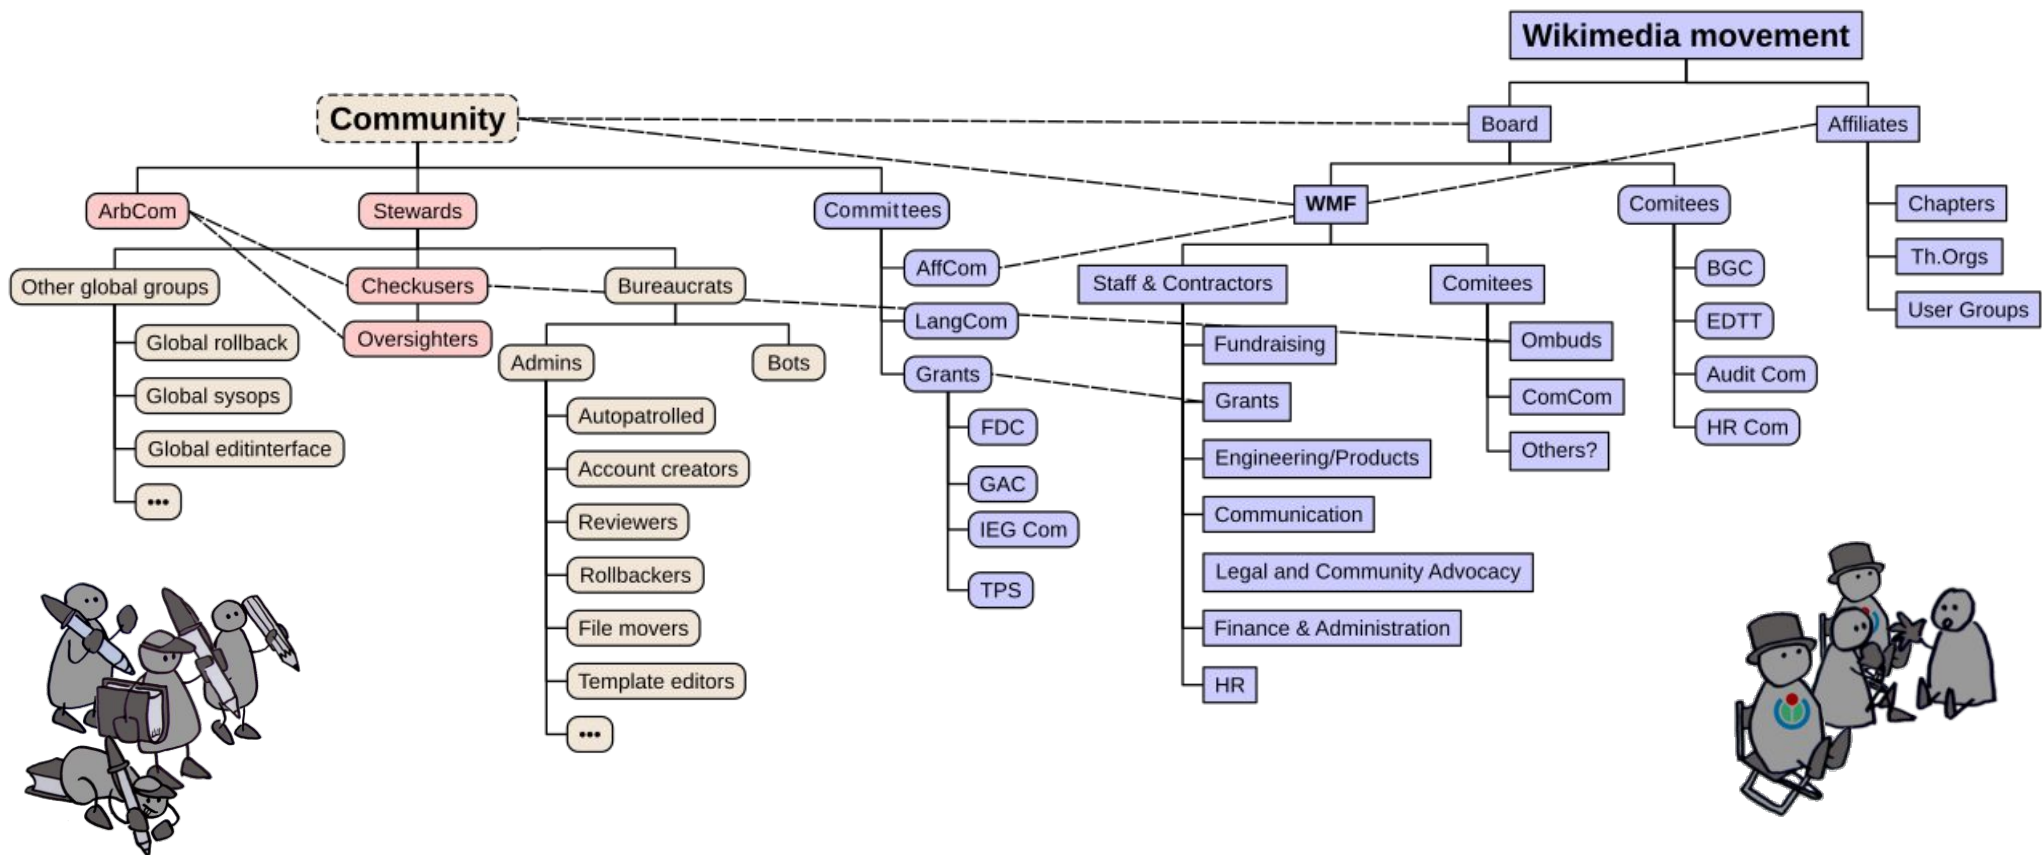 Wikimedia movement
Community
Board
Affiliates
ArbCom
Stewards
Committees
WMF
Comitees
Chapters
Th.Orgs
User Groups
Other global groups
Checkusers
Oversighters
Bureaucrats
Global rollback
Global sysops
Global editinterface
•••
Admins
Bots
Autopatrolled
Account creators
Reviewers
Rollbackers
File movers
Template editors
•••
AffCom
LangCom
Grants
FDC
GAC
IEG Com
TPS
Staff & Contractors
Fundraising
Grants
Engineering/Products
Communication
Legal and Community Advocacy
Finance & Administration
HR
Comitees
Ombuds
ComCom
Others?
BGC
EDTT
Audit Com
HR Com